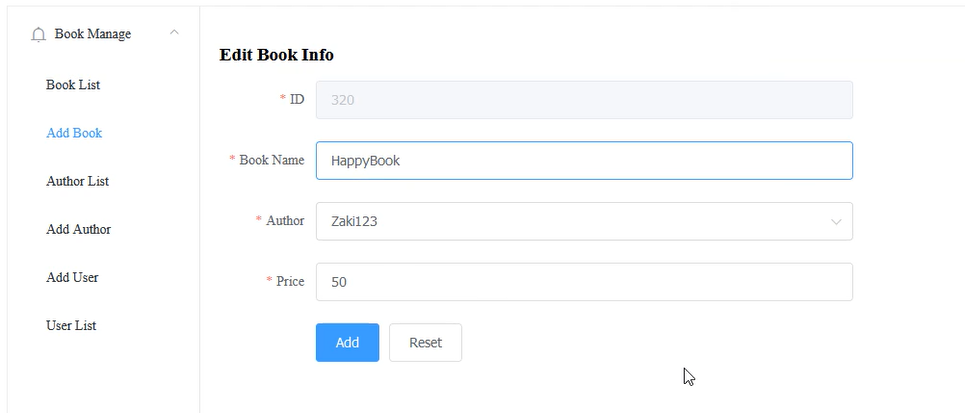 Book Manage
Book List
Add Book
Author List
Add Author
Add User
User List
Edit Book Info
* ID 320
* Book Name HappyBook
* Author Zaki123
* Price 50
Add Reset